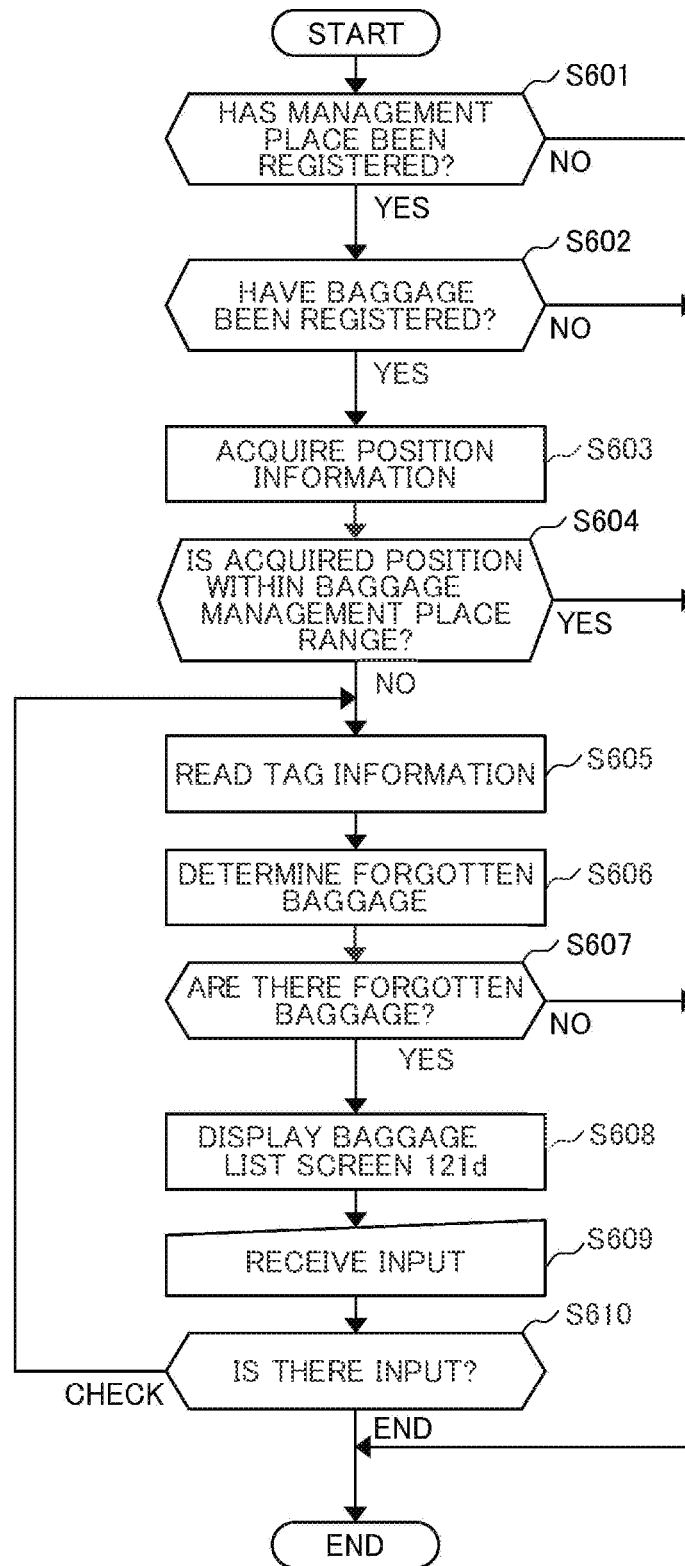 START
S601
HAS MANAGEMENT
PLACE BEEN
REGISTERED?
NO
YES
S602
HAVE BAGGAGE
BEEN REGISTERED?
NO
YES
ACQUIRE POSITION
INFORMATION
S603
S604
IS ACQUIRED POSITION
WITHIN BAGGAGE
MANAGEMENT PLACE
RANGE?
YES
NO
READ TAG INFORMATION
S605
DETERMINE FORGOTTEN
BAGGAGE
S606
S607
ARE THERE FORGOTTEN
BAGGAGE?
NO
YES
DISPLAY BAGGAGE
LIST SCREEN 121d
S608
RECEIVE INPUT
S609
S610
IS THERE INPUT?
CHECK
END
END